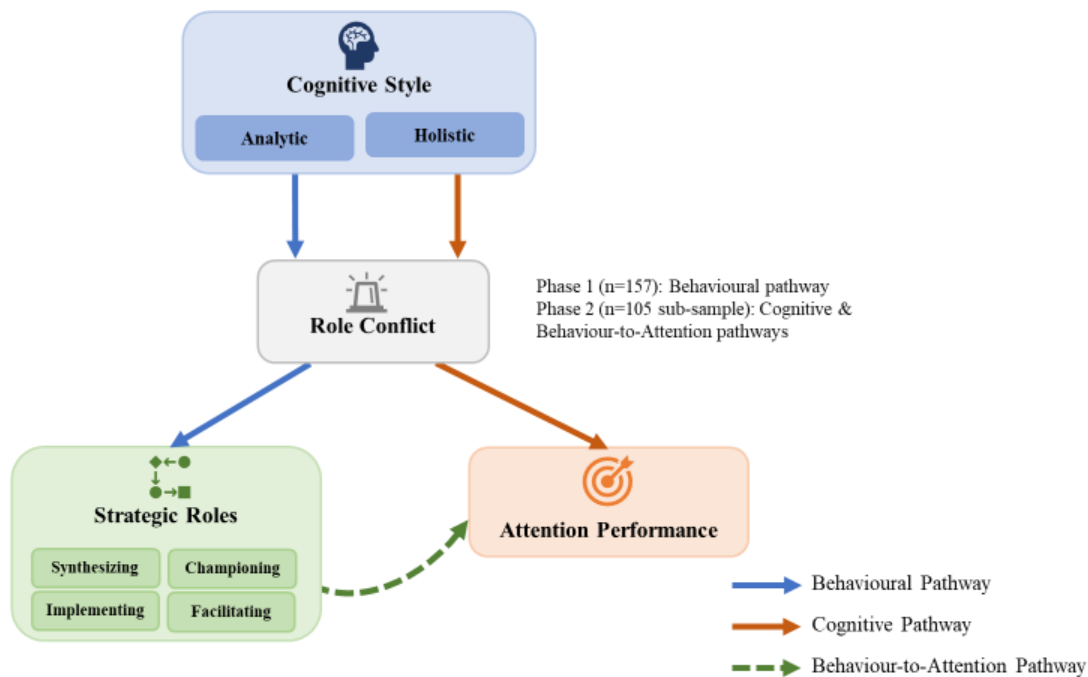 Cognitive Style
Analytic
Holistic
Role Conflict
Phase 1 (n=157): Behavioural pathway
Phase 2 (n=105 sub-sample): Cognitive &
Behaviour-to-Attention pathways
Strategic Roles
Synthesizing
Championing
Implementing
Facilitating
Attention Performance
Behavioural Pathway
Cognitive Pathway
Behaviour-to-Attention Pathway